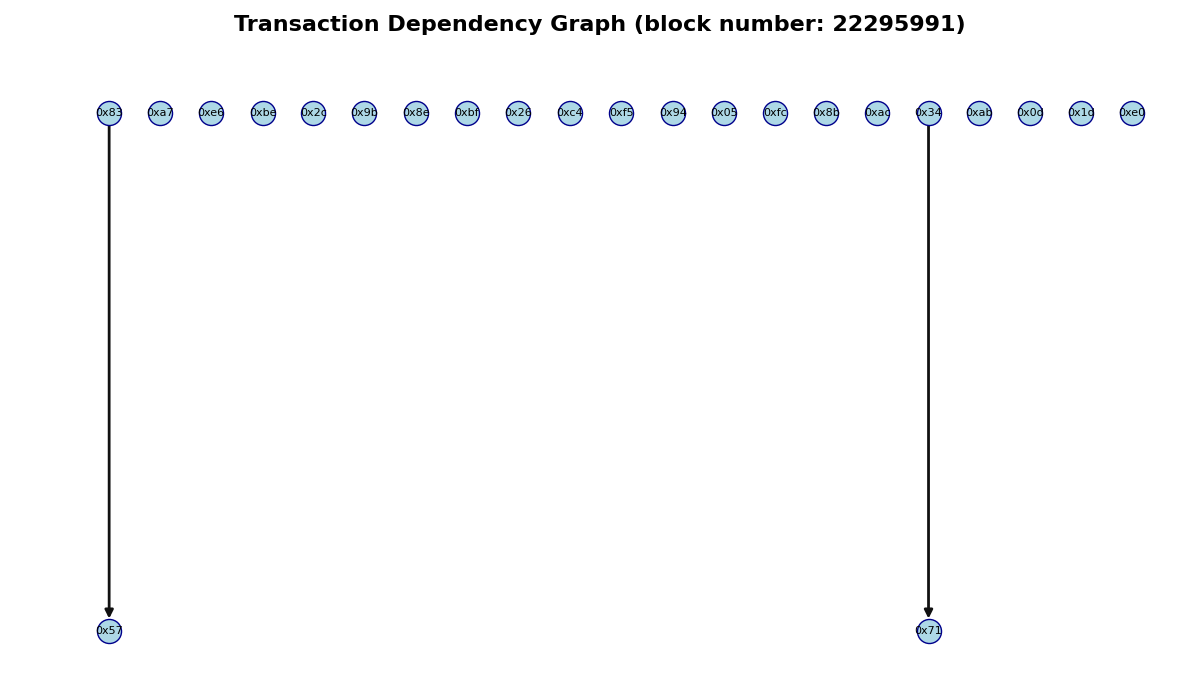 Transaction Dependency Graph (block number: 22295991)
0x83 0xa7 0xe6 0xbe 0x2c 0x9b 0x8e 0xbf 0x26 0xc4 0xf5 0x94 0x05 0xfc 0x8b 0xac 0x34 0xab 0x0d 0x1d 0xe0
0x57 0x71